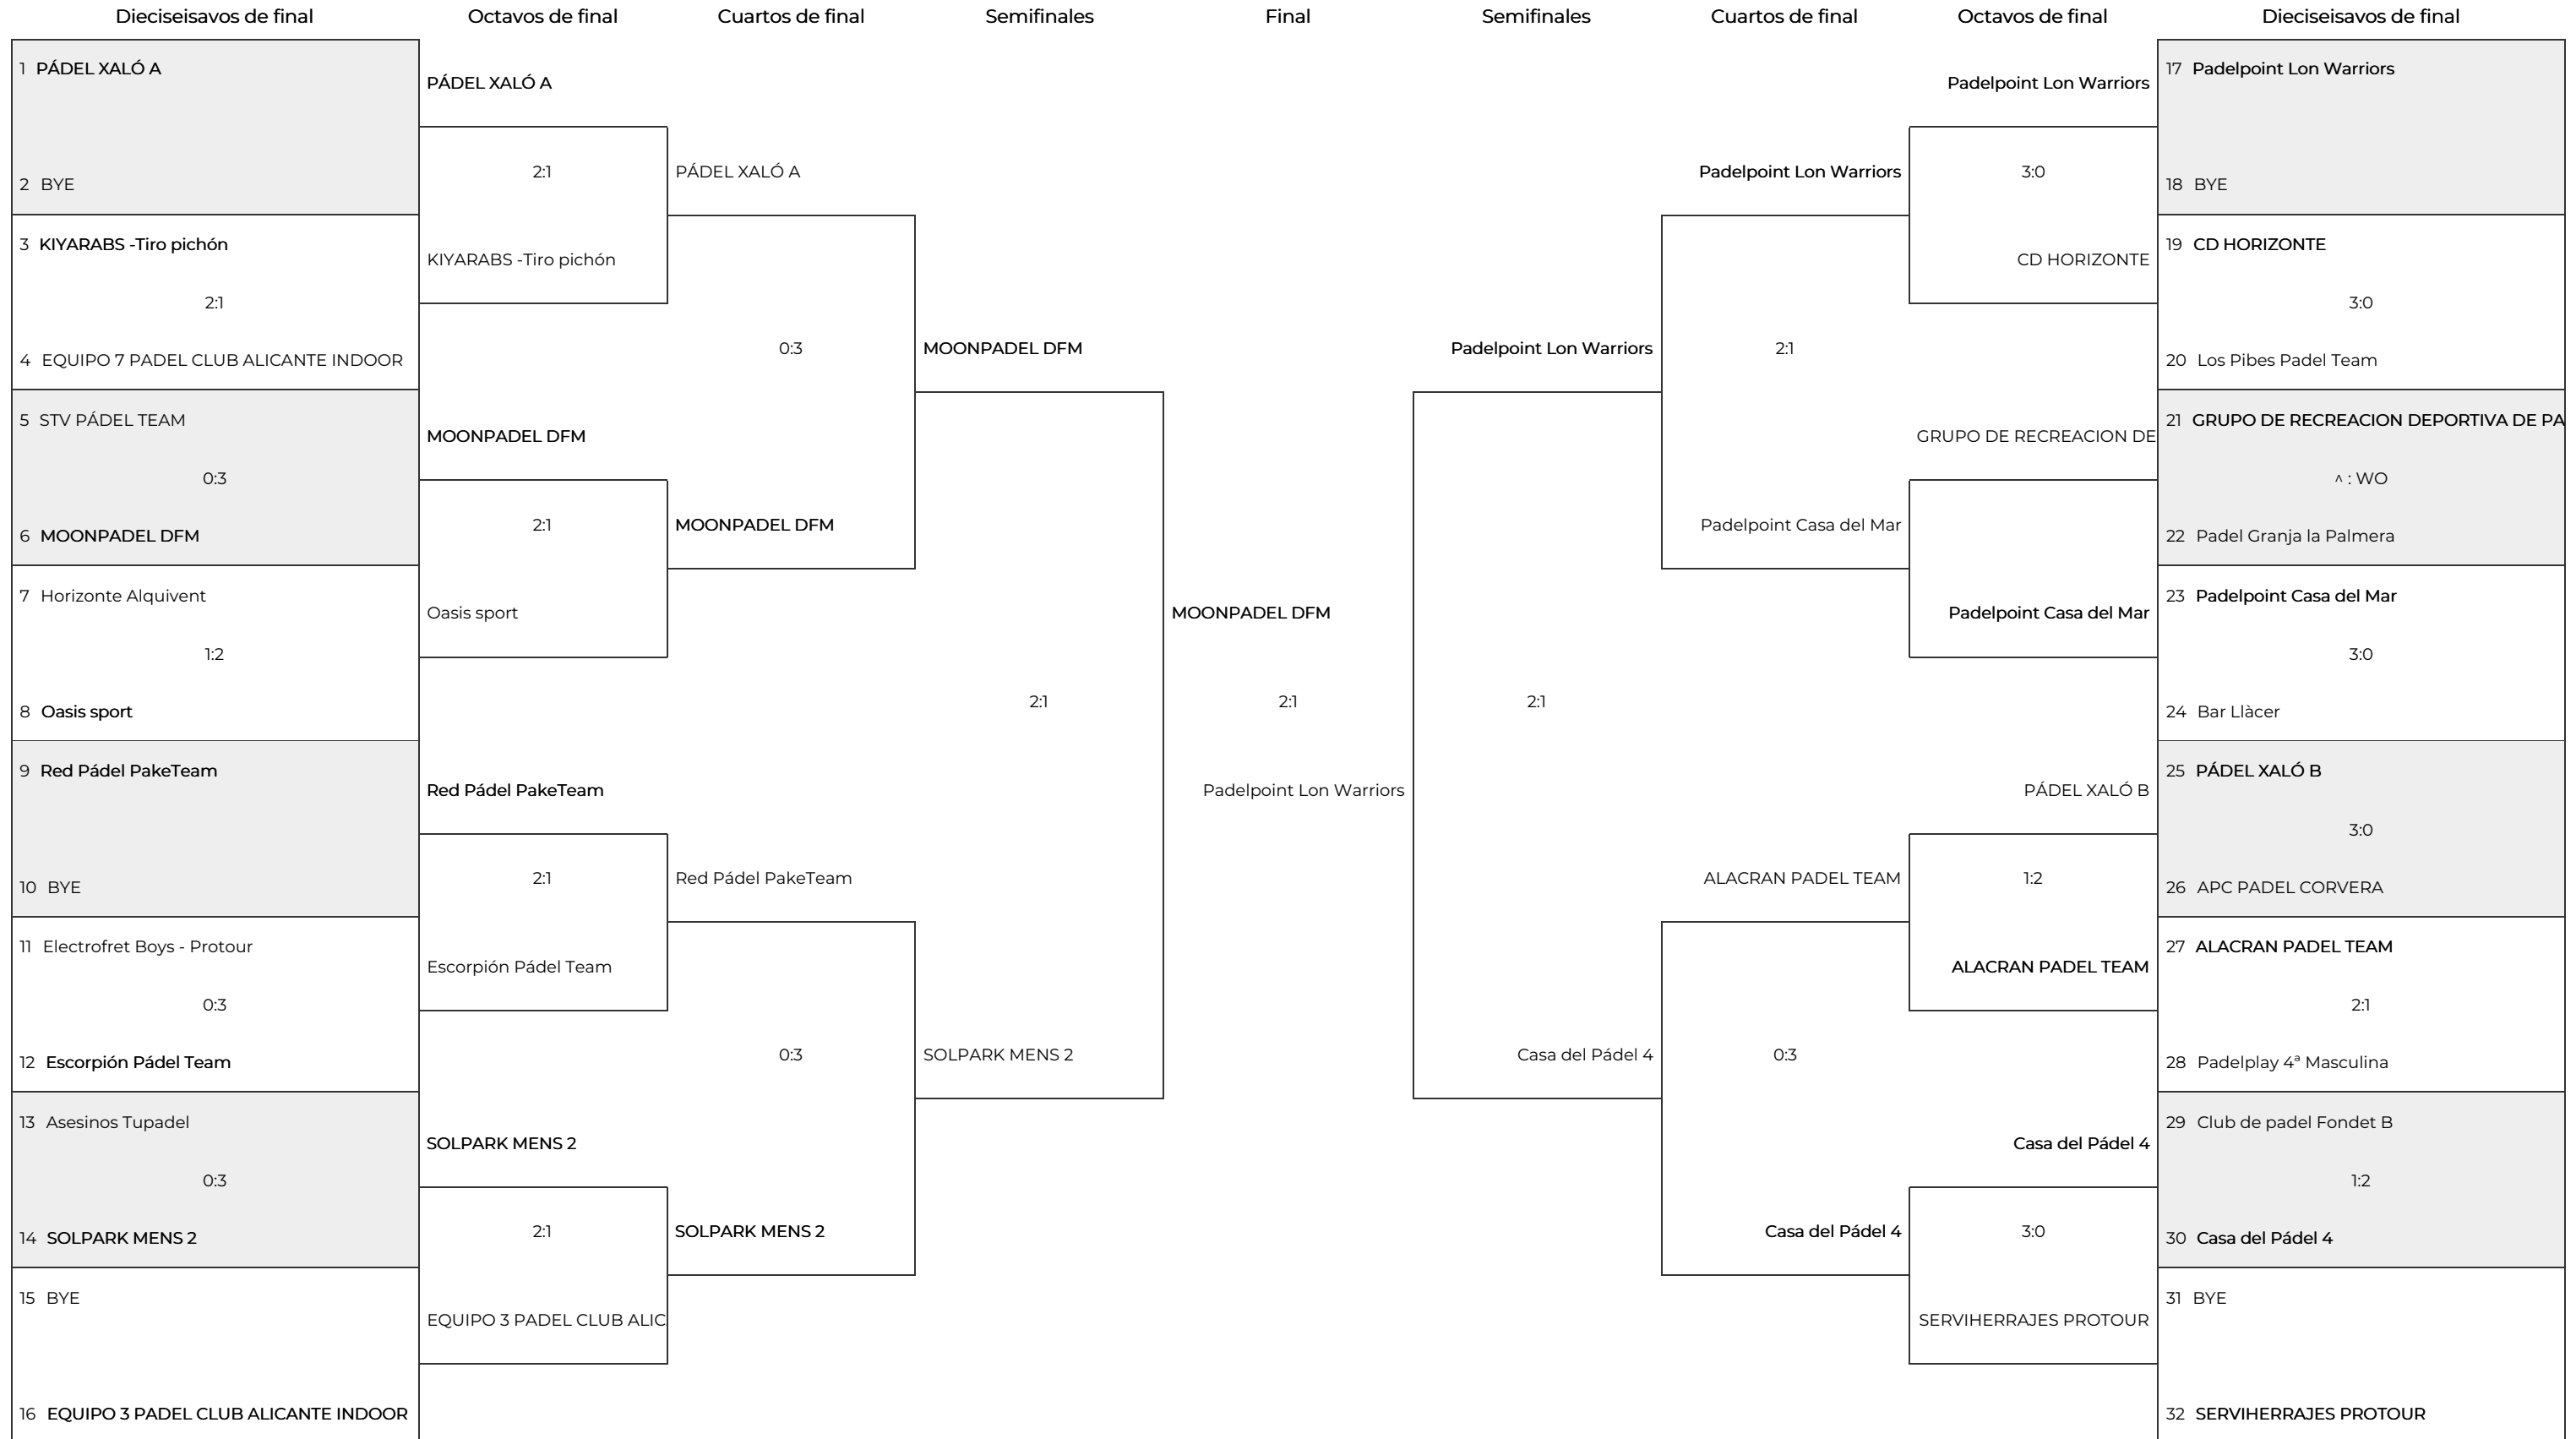 Dieciseisavos de final
Octavos de final
Cuartos de final
Semifinales
Final
Semifinales
Cuartos de final
Octavos de final
Dieciseisavos de final
1 PÁDEL XALÓ A
2 BYE
3 KIYARABS -Tiro pichón
2:1
4 EQUIPO 7 PADEL CLUB ALICANTE INDOOR
5 STV PÁDEL TEAM
0:3
6 MOONPADEL DFM
7 Horizonte Alquivent
1:2
8 Oasis sport
9 Red Pádel PakeTeam
10 BYE
11 Electrofret Boys - Protour
0:3
12 Escorpión Pádel Team
13 Asesinos Tupadel
0:3
14 SOLPARK MENS 2
15 BYE
16 EQUIPO 3 PADEL CLUB ALICANTE INDOOR
PÁDEL XALÓ A
2:1
KIYARABS -Tiro pichón
MOONPADEL DFM
2:1
Oasis sport
Red Pádel PakeTeam
2:1
Escorpión Pádel Team
SOLPARK MENS 2
2:1
EQUIPO 3 PADEL CLUB ALIC
PÁDEL XALÓ A
0:3
MOONPADEL DFM
Red Pádel PakeTeam
0:3
SOLPARK MENS 2
MOONPADEL DFM
2:1
SOLPARK MENS 2
MOONPADEL DFM
2:1
Padelpoint Lon Warriors
Padelpoint Lon Warriors
2:1
Casa del Pádel 4
Padelpoint Lon Warriors
2:1
Padelpoint Casa del Mar
ALACRAN PADEL TEAM
0:3
Casa del Pádel 4
Padelpoint Lon Warriors
3:0
CD HORIZONTE
GRUPO DE RECREACION DE
Padelpoint Casa del Mar
PÁDEL XALÓ B
1:2
ALACRAN PADEL TEAM
Casa del Pádel 4
3:0
SERVIHERRAJES PROTOUR
17 Padelpoint Lon Warriors
18 BYE
19 CD HORIZONTE
3:0
20 Los Pibes Padel Team
21 GRUPO DE RECREACION DEPORTIVA DE PA
^ : WO
22 Padel Granja la Palmera
23 Padelpoint Casa del Mar
3:0
24 Bar Llàcer
25 PÁDEL XALÓ B
3:0
26 APC PADEL CORVERA
27 ALACRAN PADEL TEAM
2:1
28 Padelplay 4ª Masculina
29 Club de padel Fondet B
1:2
30 Casa del Pádel 4
31 BYE
32 SERVIHERRAJES PROTOUR